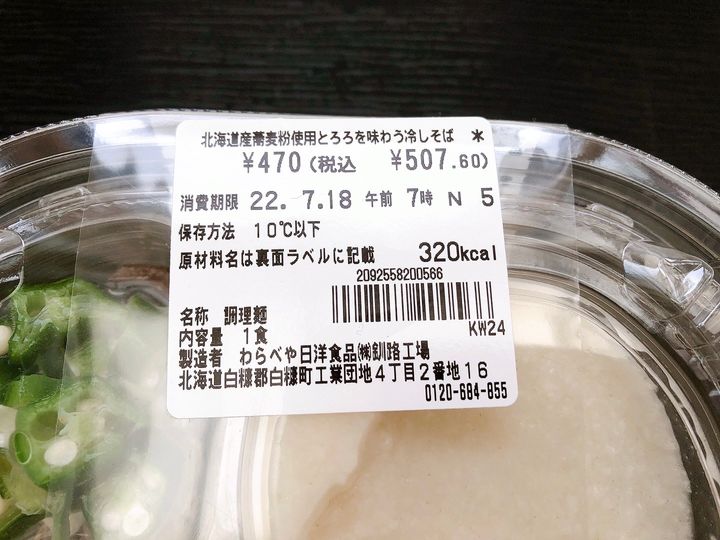 北海道産蕎麦粉使用とろろを味わう冷しそば *
¥470(税込 ¥507.60)
消費期限 22. 7.18 午前 7時 N 5
保存方法 10℃以下
原材料名は裏面ラベルに記載 320kcal
2092558200566
名称 調理麺
KW24
内容量 1食
製造者 わらべや日洋食品㈱釧路工場
北海道白糠郡白糠町工業団地4丁目2番地16
0120-684-855